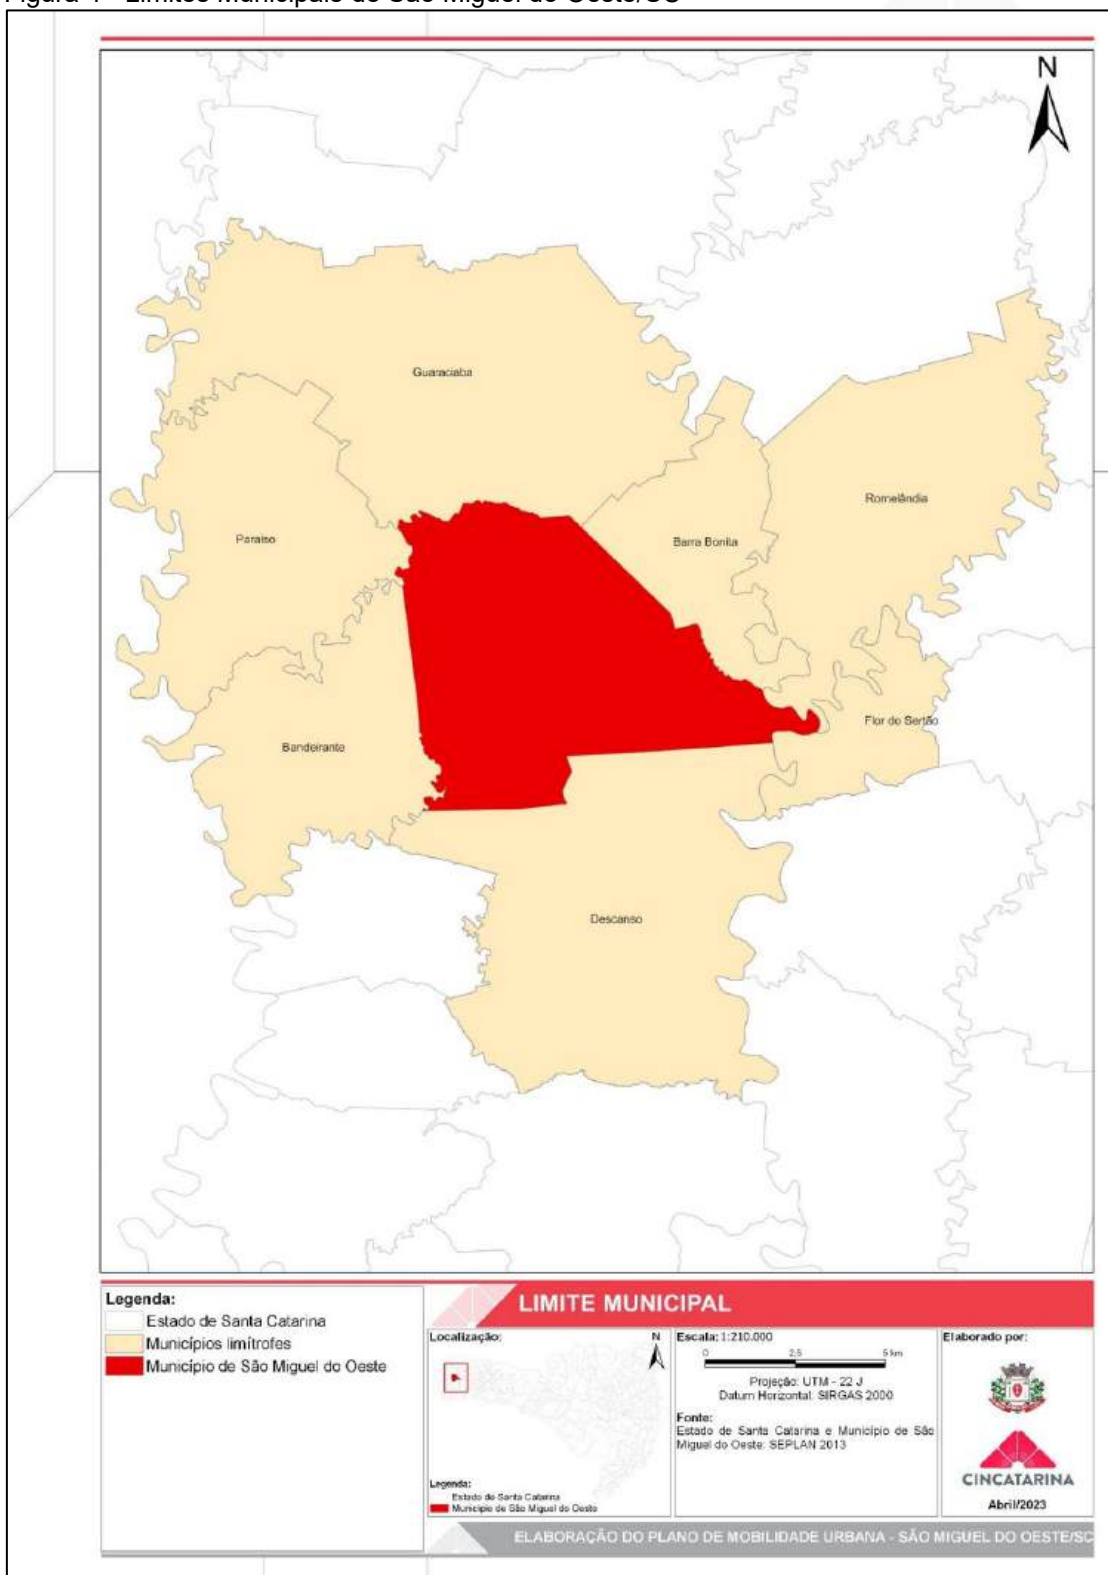 Figura 4 - Limites Municipais de São Miguel do Oeste/SC
N
Guaraciaba
Romelândia
Paraiso
Barra Bonita
Flor do Sertão
Bandeirante
Descanso
Legenda:
Estado de Santa Catarina
Municípios limítrofes
Município de São Miguel do Oeste
LIMITE MUNICIPAL
Localização:
N
Legenda:
Estado de Santa Catarina
Município de São Miguel do Oeste
Escala: 1:210.000
0 2,5 5 km
Projeção: UTM - 22 J
Datum Horizontal: SIRGAS 2000
Fonte:
Estado de Santa Catarina e Município de São
Miguel do Oeste: SEPLAN 2013
Elaborado por:
CINCATARINA
Abril/2023
ELABORAÇÃO DO PLANO DE MOBILIDADE URBANA - SÃO MIGUEL DO OESTE/SC